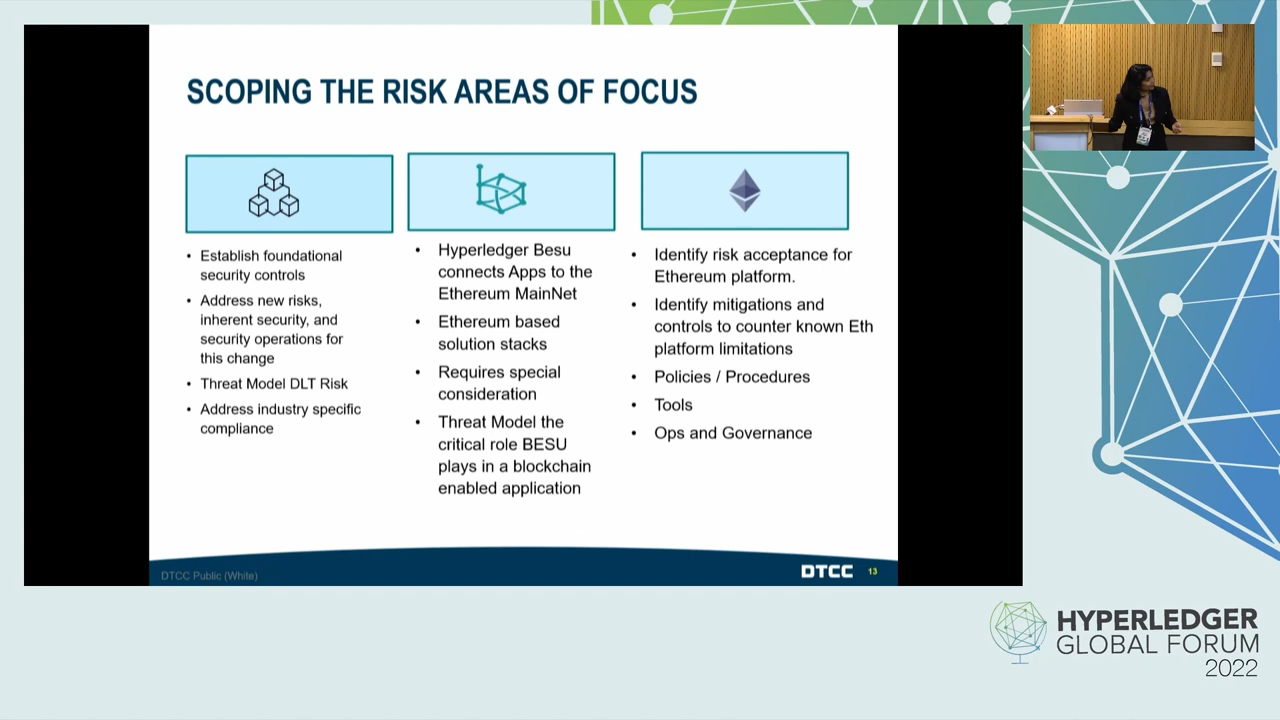 SCOPING THE RISK AREAS OF FOCUS
• Establish foundational
security controls
• Address new risks,
inherent security, and
security operations for
this change
• Threat Model DLT Risk
• Address industry specific
compliance
• Hyperledger Besu
connects Apps to the
Ethereum MainNet
• Ethereum based
solution stacks
• Requires special
consideration
• Threat Model the
critical role BESU
plays in a blockchain
enabled application
• Identify risk acceptance for
Ethereum platform.
• Identify mitigations and
controls to counter known Eth
platform limitations
• Policies / Procedures
• Tools
• Ops and Governance
DTCC Public (White)
DTCC 13
HYPERLEDGER
GLOBAL FORUM
2022